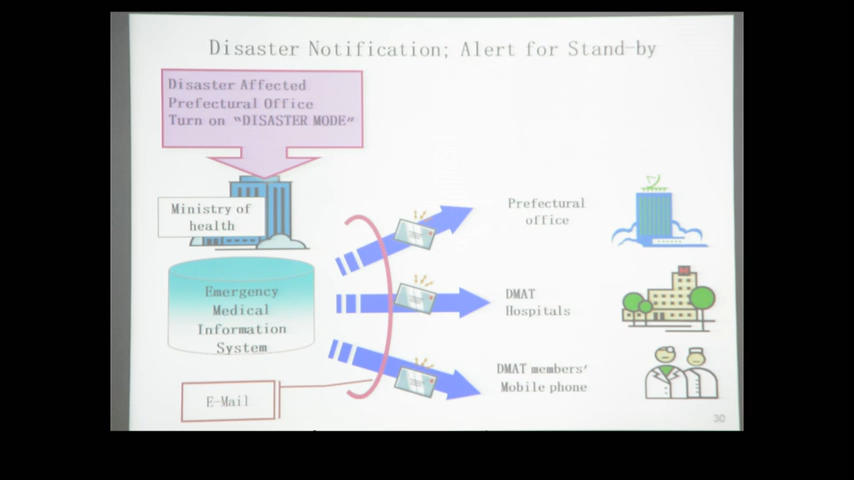 Disaster Notification; Alert for Stand-by
Disaster Affected
Prefectural Office
Turn on “DISASTER MODE”
Ministry of
health
Emergency
Medical
Information
System
E-Mail
Prefectural
office
DMAT
Hospitals
DMAT members’
Mobile phone
30